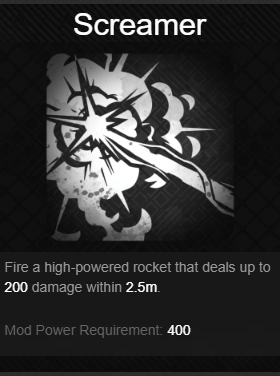 Screamer
Fire a high-powered rocket that deals up to
200 damage within 2.5m.
Mod Power Requirement: 400